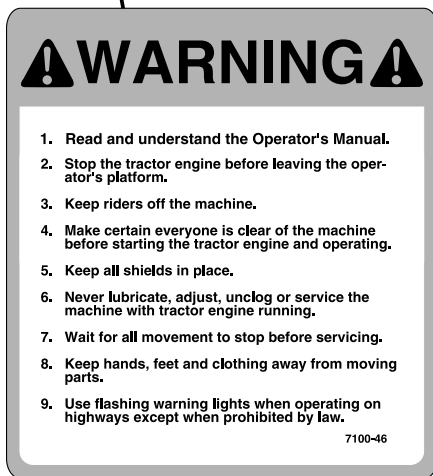 WARNING
1. Read and understand the Operator's Manual.
2. Stop the tractor engine before leaving the oper-
ator's platform.
3. Keep riders off the machine.
4. Make certain everyone is clear of the machine
before starting the tractor engine and operating.
5. Keep all shields in place.
6. Never lubricate, adjust, unclog or service the
machine with tractor engine running.
7. Wait for all movement to stop before servicing.
8. Keep hands, feet and clothing away from moving
parts.
9. Use flashing warning lights when operating on
highways except when prohibited by law.
7100-46